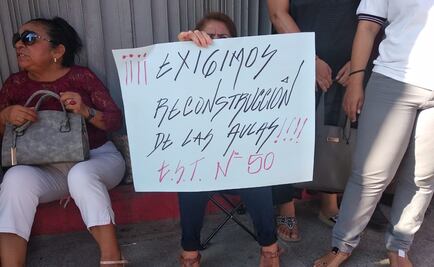 ¡¡¡¡¡ EXIGIMOS
RECONSTRUCCIÓN
DE LAS AULAS!!!!
E.S.T. Nº 50